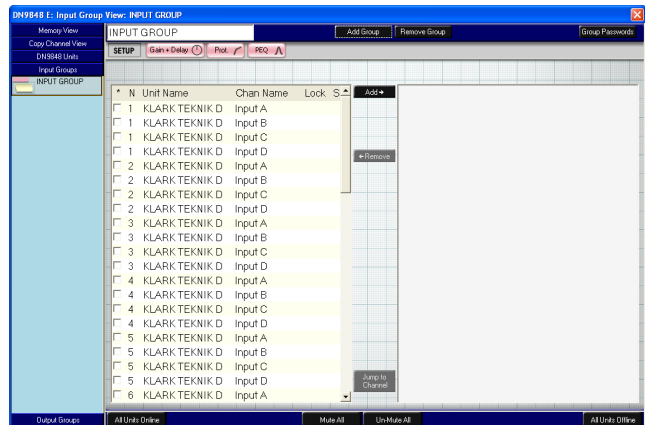 DN9848 E: Input Group View: INPUT GROUP
Memory View
Copy Channel View
DN9848 Units
Input Groups
INPUT GROUP
INPUT GROUP
Add Group
Remove Group
Group Passwords
SETUP
Gain + Delay
Prot.
PEQ
* N Unit Name Chan Name Lock S
1 KLARK TEKNIK D Input A
1 KLARK TEKNIK D Input B
1 KLARK TEKNIK D Input C
1 KLARK TEKNIK D Input D
2 KLARK TEKNIK D Input A
2 KLARK TEKNIK D Input B
2 KLARK TEKNIK D Input C
2 KLARK TEKNIK D Input D
3 KLARK TEKNIK D Input A
3 KLARK TEKNIK D Input B
3 KLARK TEKNIK D Input C
3 KLARK TEKNIK D Input D
4 KLARK TEKNIK D Input A
4 KLARK TEKNIK D Input B
4 KLARK TEKNIK D Input C
4 KLARK TEKNIK D Input D
5 KLARK TEKNIK D Input A
5 KLARK TEKNIK D Input B
5 KLARK TEKNIK D Input C
5 KLARK TEKNIK D Input D
6 KLARK TEKNIK D Input A
Add →
← Remove
Jump to
Channel
Output Groups
All Units Online
Mute All
Un-Mute All
All Units Offline